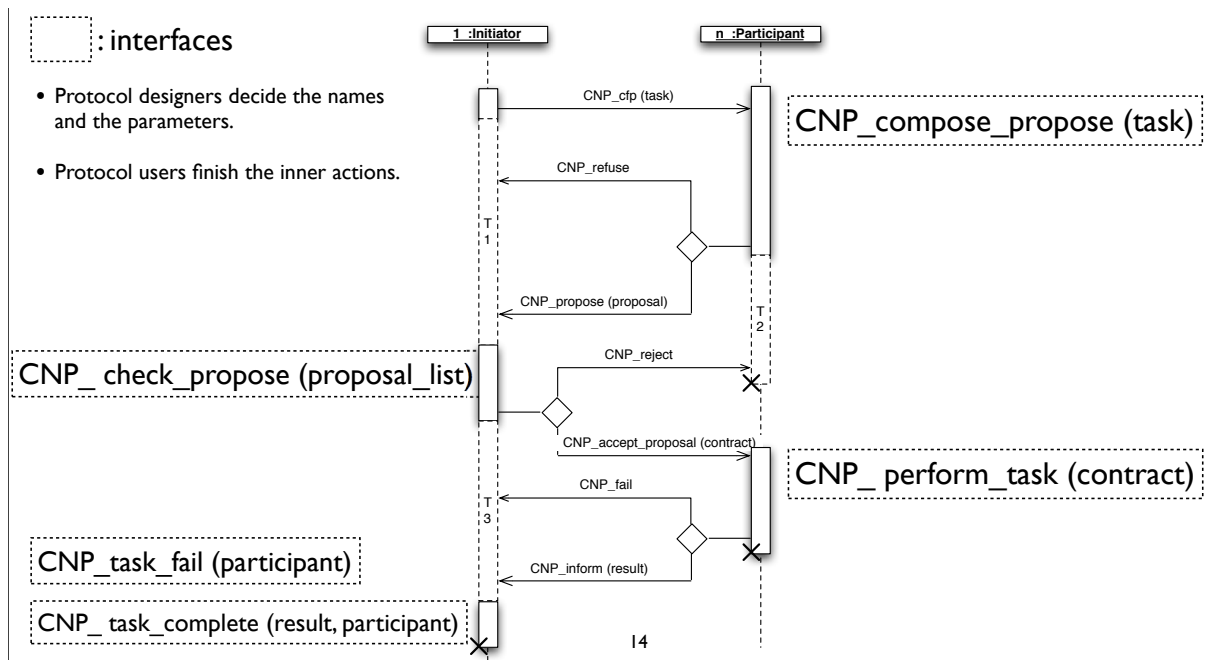 : interfaces
• Protocol designers decide the names
and the parameters.
• Protocol users finish the inner actions.
1 :Initiator
n :Participant
CNP_cfp (task)
CNP_compose_propose (task)
CNP_refuse
T
1
CNP_propose (proposal)
T
2
CNP_reject
CNP_ check_propose (proposal_list)
CNP_accept_proposal (contract)
CNP_ perform_task (contract)
CNP_fail
T
3
CNP_task_fail (participant)
CNP_inform (result)
CNP_ task_complete (result, participant)
14